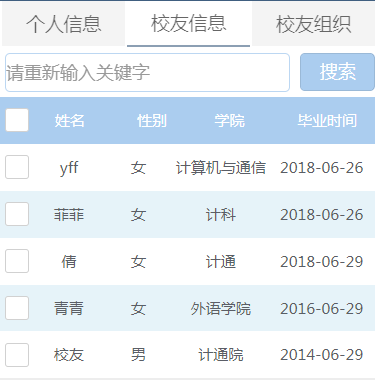 个人信息 校友信息 校友组织
请重新输入关键字 搜索
姓名 性别 学院 毕业时间
yff 女 计算机与通信 2018-06-26
菲菲 女 计科 2018-06-26
倩 女 计通 2018-06-29
青青 女 外语学院 2016-06-29
校友 男 计通院 2014-06-29